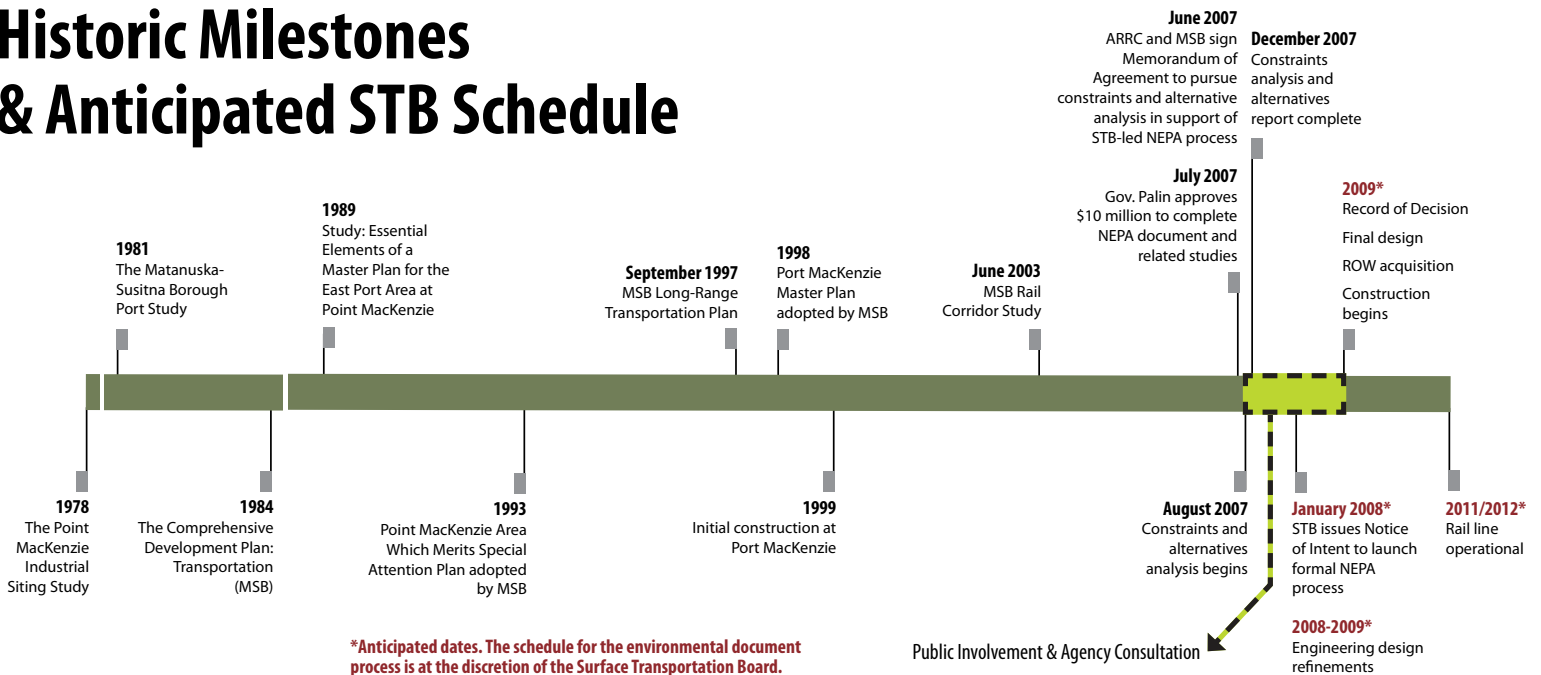 Historic Milestones
& Anticipated STB Schedule
June 2007
ARRC and MSB sign
Memorandum of
Agreement to pursue
constraints and alternative
analysis in support of
STB-led NEPA process
December 2007
Constraints
analysis and
alternatives
report complete
July 2007
Gov. Palin approves
$10 million to complete
NEPA document and
related studies
2009*
Record of Decision
Final design
ROW acquisition
Construction
begins
1981
The Matanuska-
Susitna Borough
Port Study
1989
Study: Essential
Elements of a
Master Plan for the
East Port Area at
Point MacKenzie
September 1997
MSB Long-Range
Transportation Plan
1998
Port MacKenzie
Master Plan
adopted by MSB
June 2003
MSB Rail
Corridor Study
1978
The Point
MacKenzie
Industrial
Siting Study
1984
The Comprehensive
Development Plan:
Transportation
(MSB)
1993
Point MacKenzie Area
Which Merits Special
Attention Plan adopted
by MSB
1999
Initial construction at
Port MacKenzie
August 2007
Constraints and
alternatives
analysis begins
January 2008*
STB issues Notice
of Intent to launch
formal NEPA
process
2008-2009*
Engineering design
refinements
2011/2012*
Rail line
operational
Public Involvement & Agency Consultation
*Anticipated dates. The schedule for the environmental document
process is at the discretion of the Surface Transportation Board.